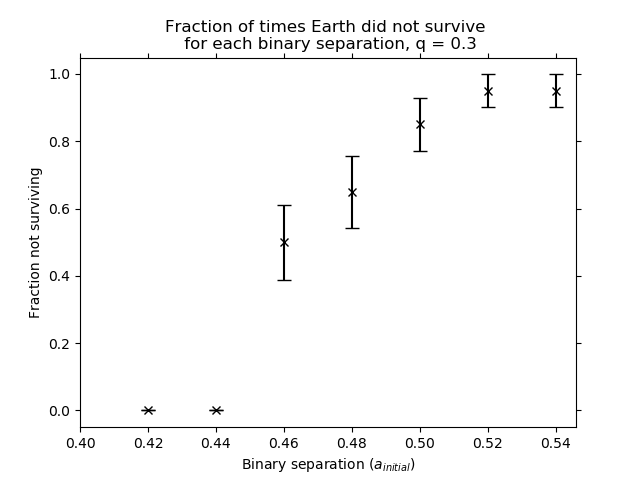 Fraction of times Earth did not survive
for each binary separation, q = 0.3
1.0
0.8
0.6
0.4
0.2
0.0
Fraction not surviving
0.40 0.42 0.44 0.46 0.48 0.50 0.52 0.54
Binary separation (a_initial)